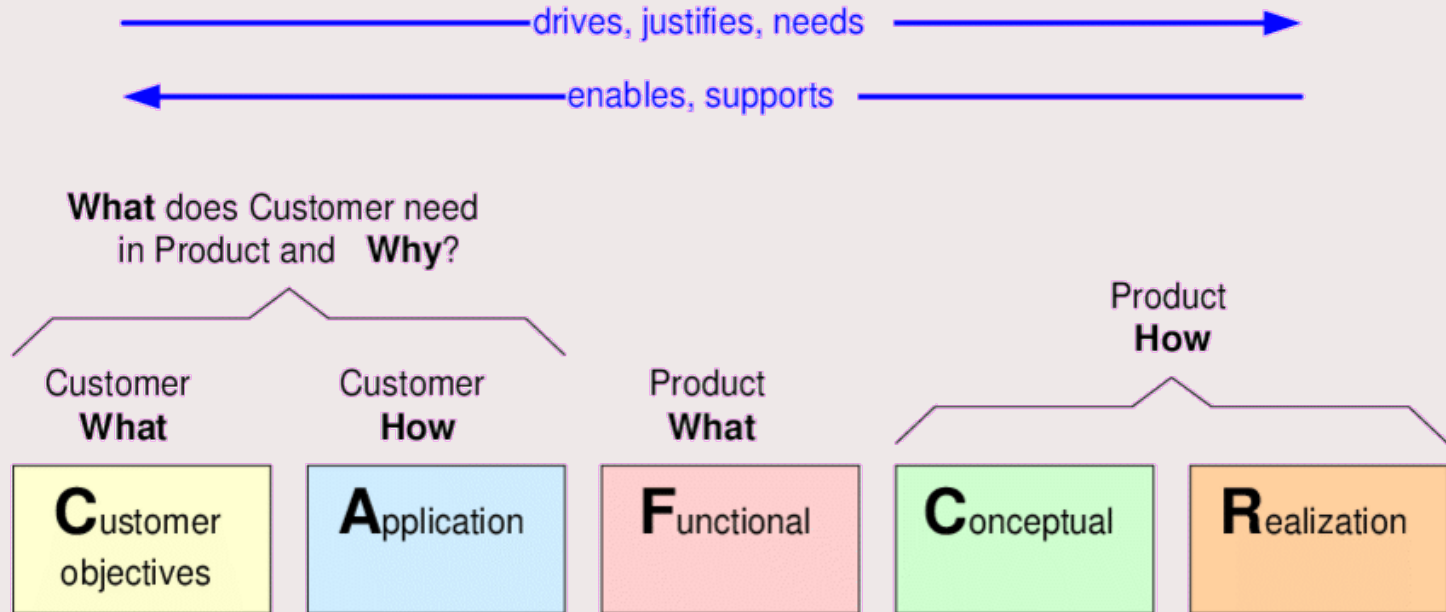 drives, justifies, needs
enables, supports
What does Customer need
in Product and Why?
Product
How
Customer
What
Customer
How
Product
What
Customer
objectives
Application
Functional
Conceptual
Realization